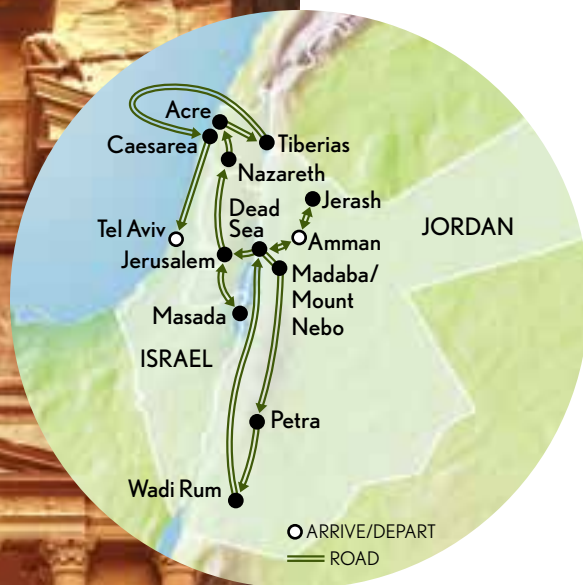 Acre
Caesarea
Tiberias
Nazareth
Jerash
Dead
Sea
JORDAN
Tel Aviv
Amman
Jerusalem
Madaba/
Mount
Nebo
Masada
ISRAEL
Petra
Wadi Rum
ARRIVE/DEPART
ROAD